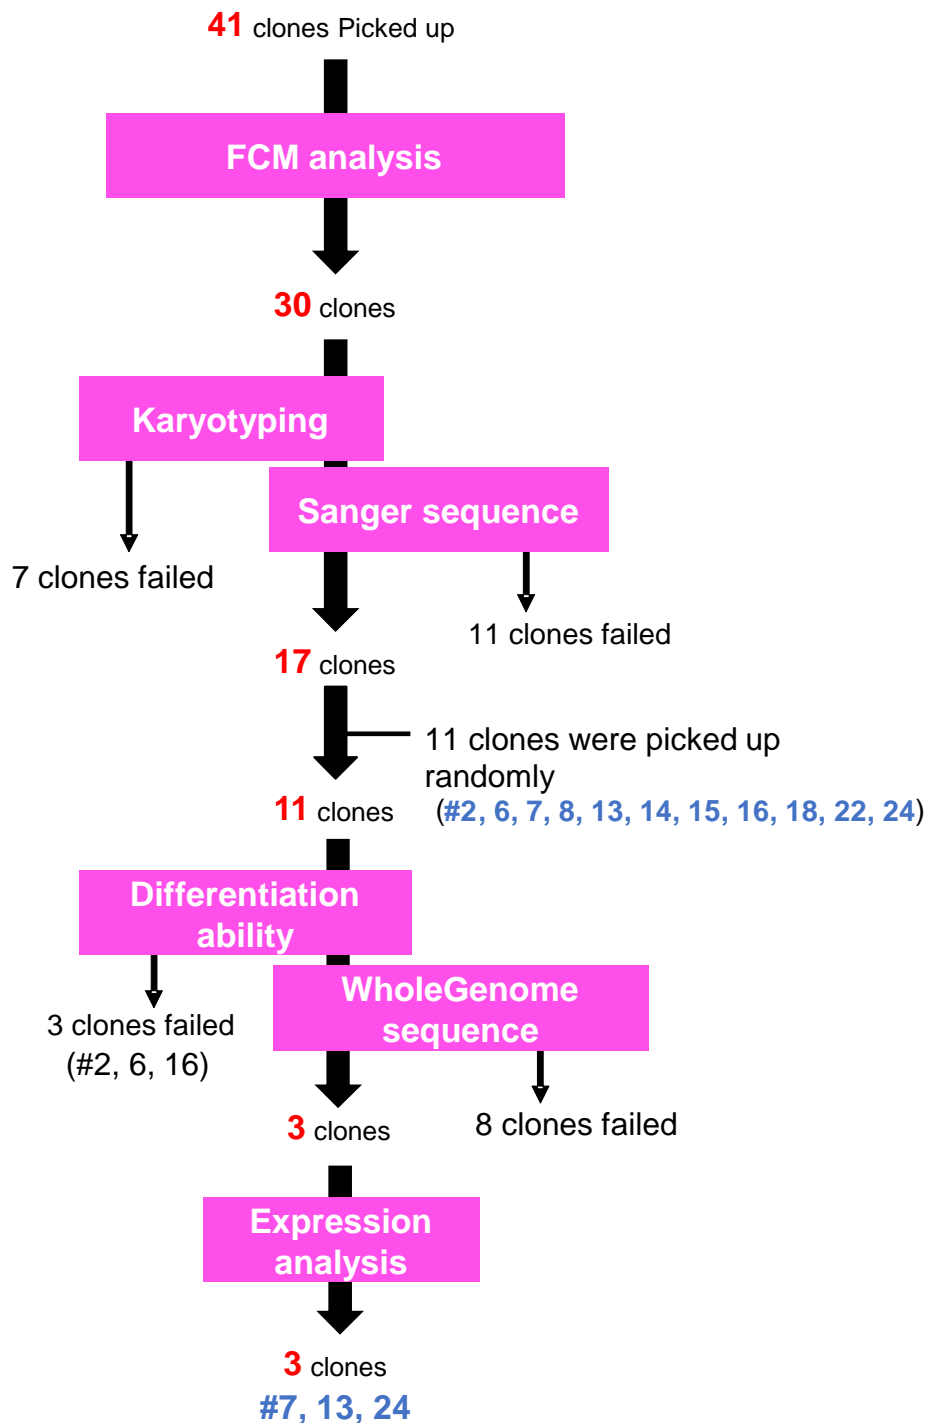 41 clones Picked up
FCM analysis
30 clones
Karyotyping
Sanger sequence
7 clones failed
11 clones failed
17 clones
11 clones were picked up
randomly
11 clones (#2, 6, 7, 8, 13, 14, 15, 16, 18, 22, 24)
Differentiation
ability
WholeGenome
sequence
3 clones failed
(#2, 6, 16)
8 clones failed
3 clones
Expression
analysis
3 clones
#7, 13, 24